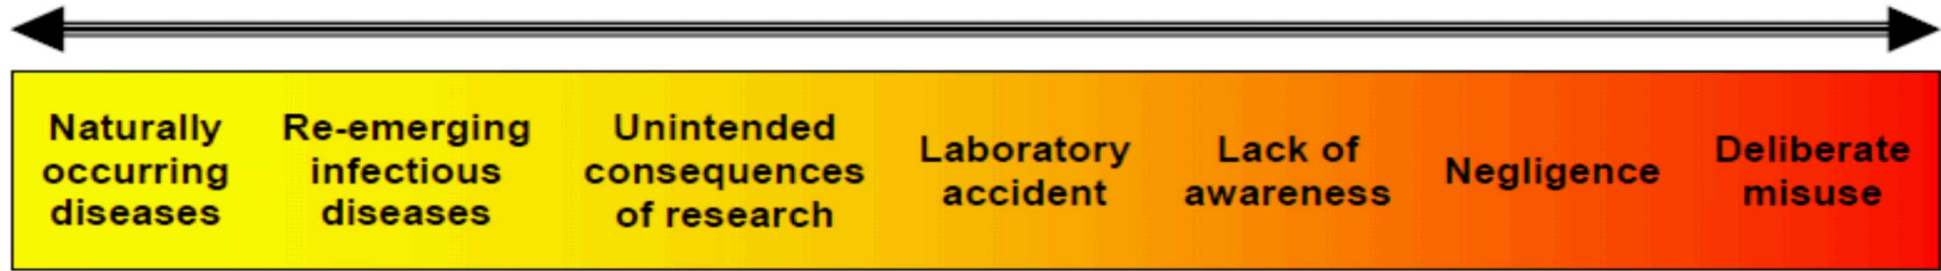 Naturally
occurring
diseases
Re-emerging
infectious
diseases
Unintended
consequences
of research
Laboratory
accident
Lack of
awareness
Negligence
Deliberate
misuse